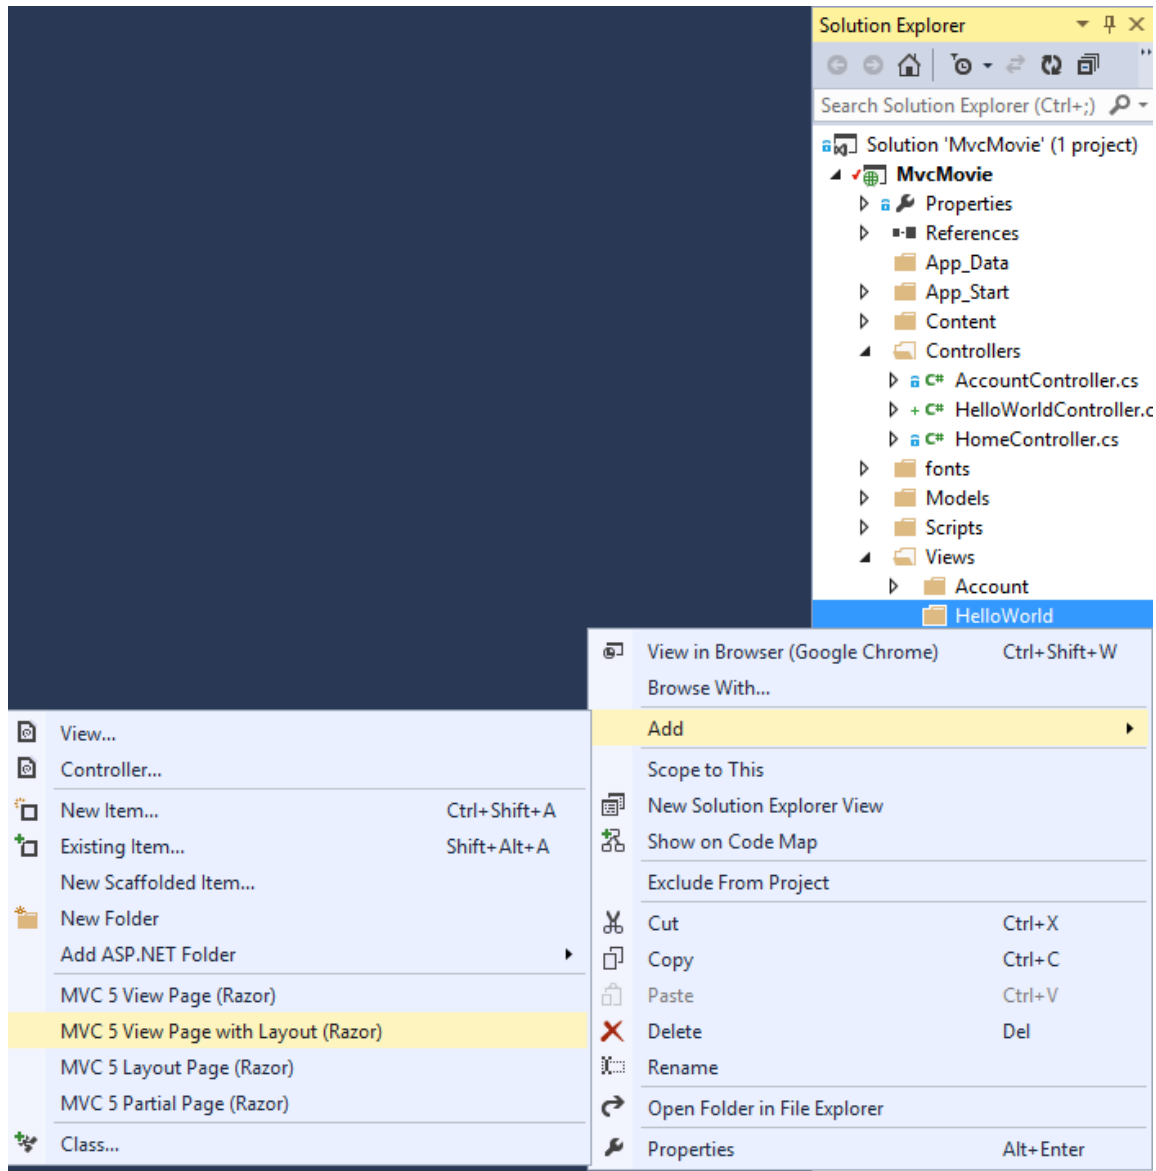 Solution Explorer
Search Solution Explorer (Ctrl+;)
Solution 'MvcMovie' (1 project)
MvcMovie
Properties
References
App_Data
App_Start
Content
Controllers
C# AccountController.cs
C# HelloWorldController.c
C# HomeController.cs
fonts
Models
Scripts
Views
Account
HelloWorld
View in Browser (Google Chrome) Ctrl+Shift+W
Browse With...
Add
Scope to This
New Solution Explorer View
Show on Code Map
Exclude From Project
Cut Ctrl+X
Copy Ctrl+C
Paste Ctrl+V
Delete Del
Rename
Open Folder in File Explorer
Properties Alt+Enter
View...
Controller...
New Item... Ctrl+Shift+A
Existing Item... Shift+Alt+A
New Scaffolded Item...
New Folder
Add ASP.NET Folder
MVC 5 View Page (Razor)
MVC 5 View Page with Layout (Razor)
MVC 5 Layout Page (Razor)
MVC 5 Partial Page (Razor)
Class...